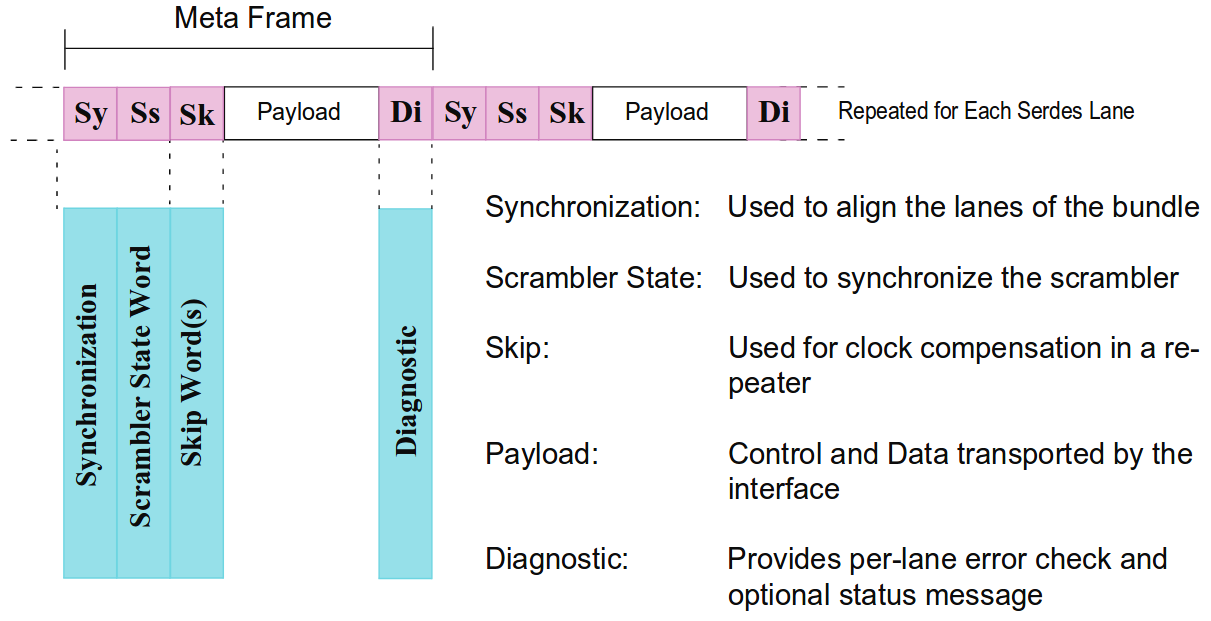 Meta Frame
Sy Ss Sk Payload Di Sy Ss Sk Payload Di Repeated for Each Serdes Lane
Synchronization
Scrambler State Word
Skip Word(s)
Diagnostic
Synchronization: Used to align the lanes of the bundle
Scrambler State: Used to synchronize the scrambler
Skip: Used for clock compensation in a re-
peater
Payload: Control and Data transported by the
interface
Diagnostic: Provides per-lane error check and
optional status message